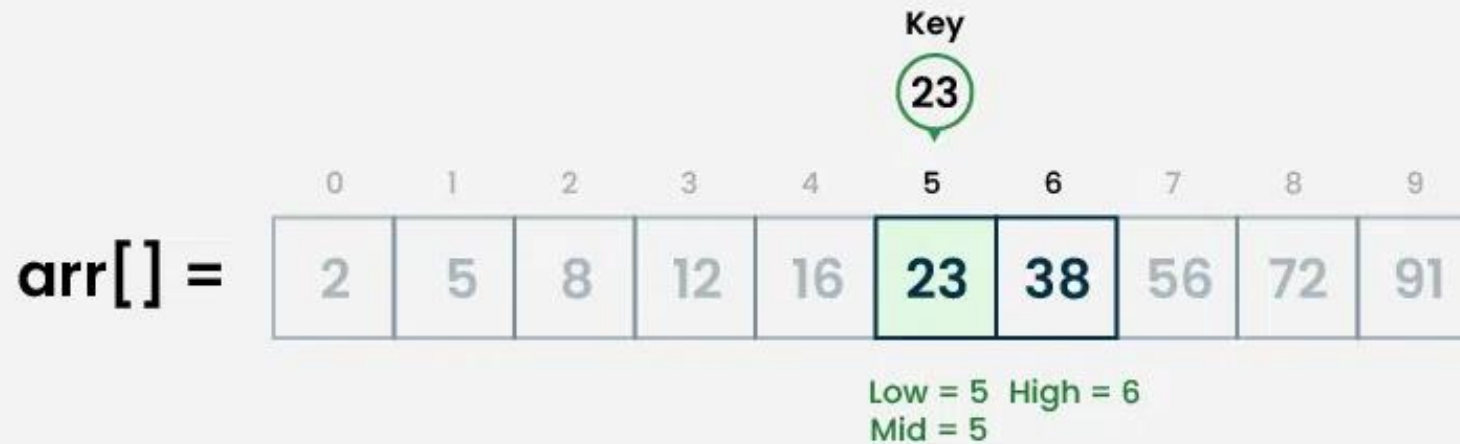 Key
23
0 1 2 3 4 5 6 7 8 9
arr[] = 2 5 8 12 16 23 38 56 72 91
Low = 5 High = 6
Mid = 5